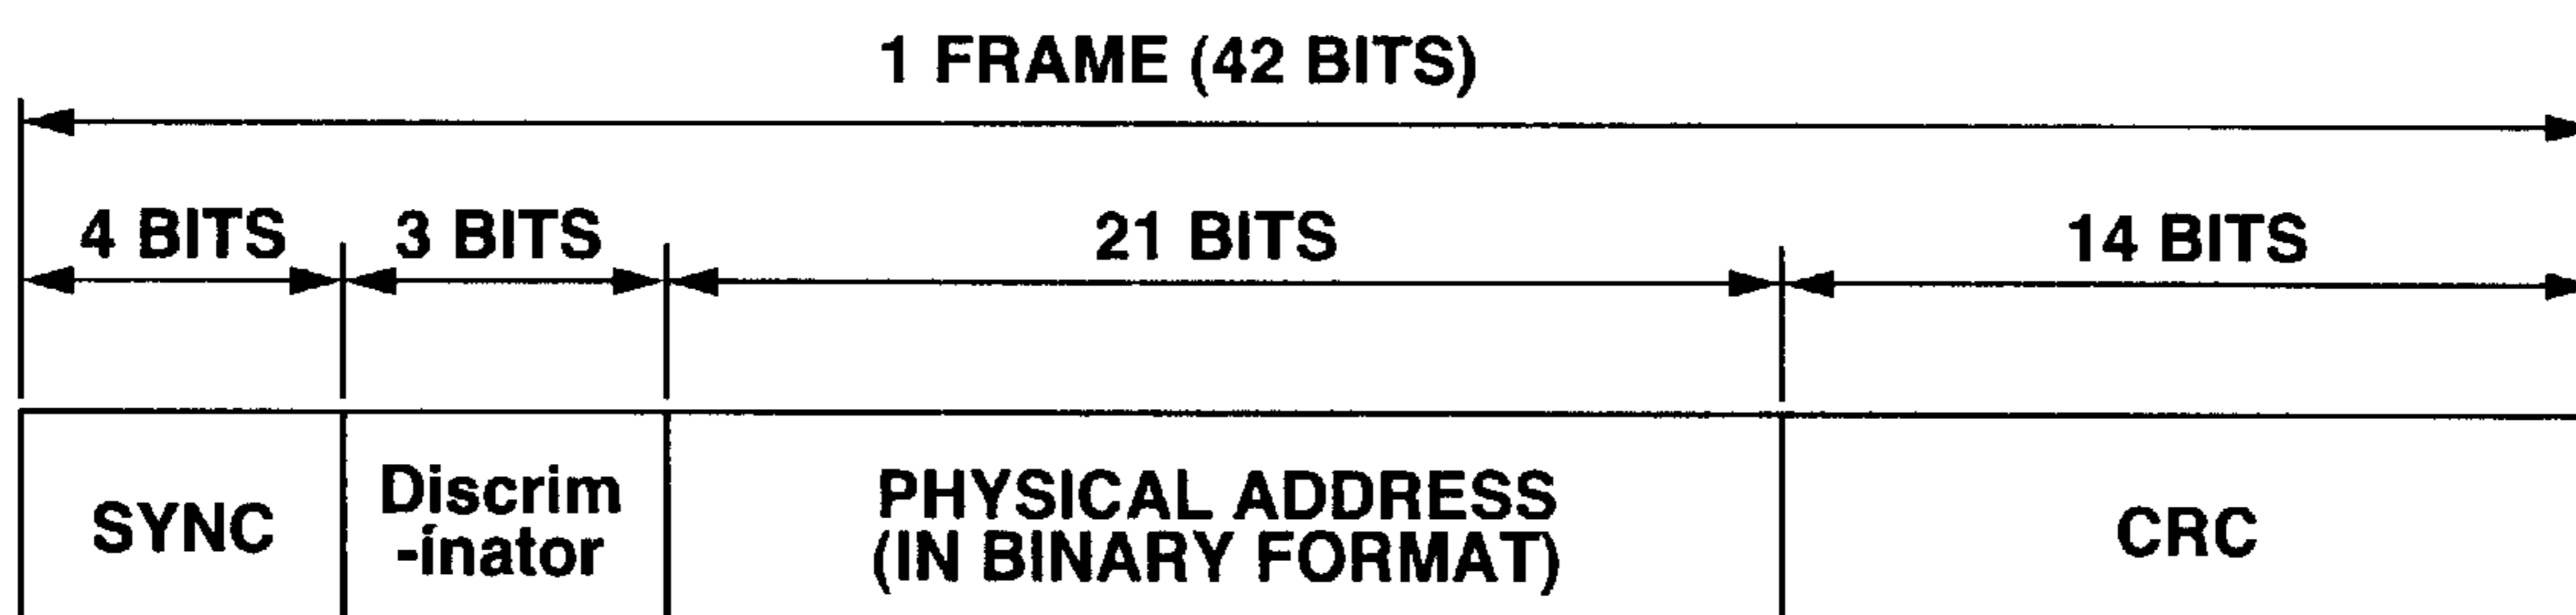 1 FRAME (42 BITS)
4 BITS
3 BITS
21 BITS
14 BITS
SYNC
Discrim
-inator
PHYSICAL ADDRESS
(IN BINARY FORMAT)
CRC